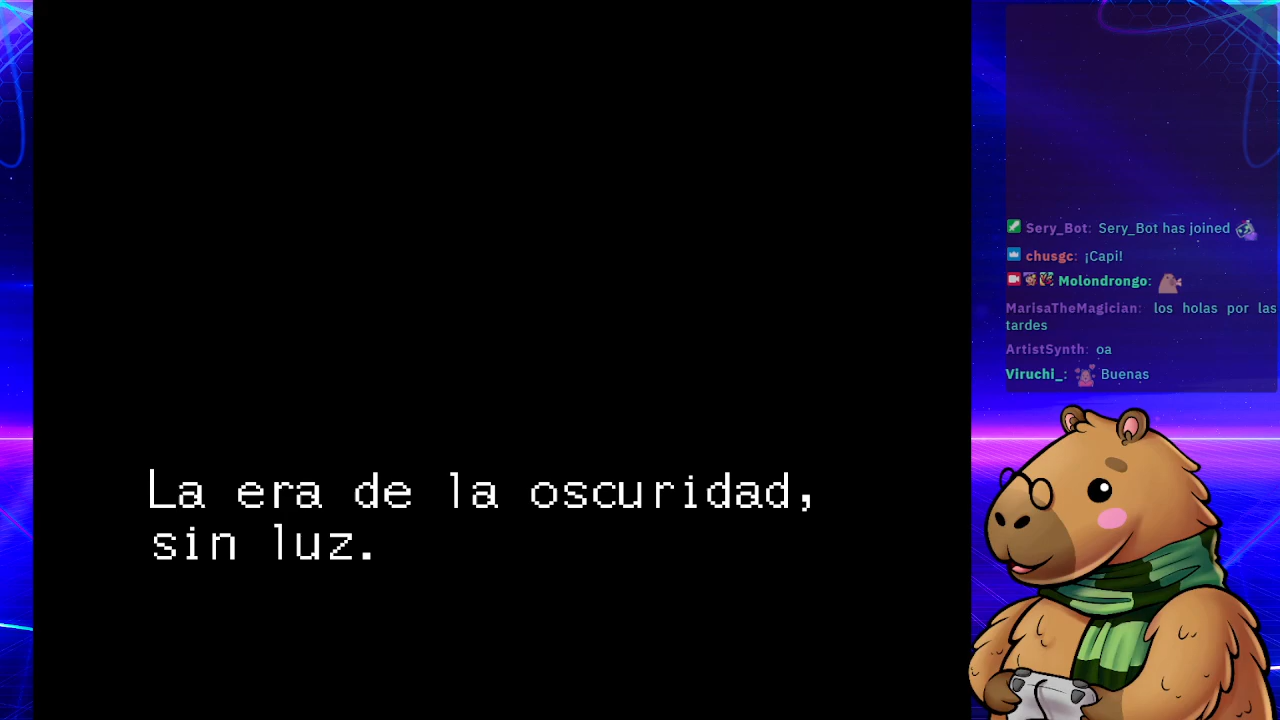 La era de la oscuridad,
sin luz.
Sery_Bot: Sery_Bot has joined
chusgc: ¡Capi!
Molondrongo:
MarisaTheMagician: los holas por las
tardes
ArtistSynth: oa
Viruchi_: Buenas